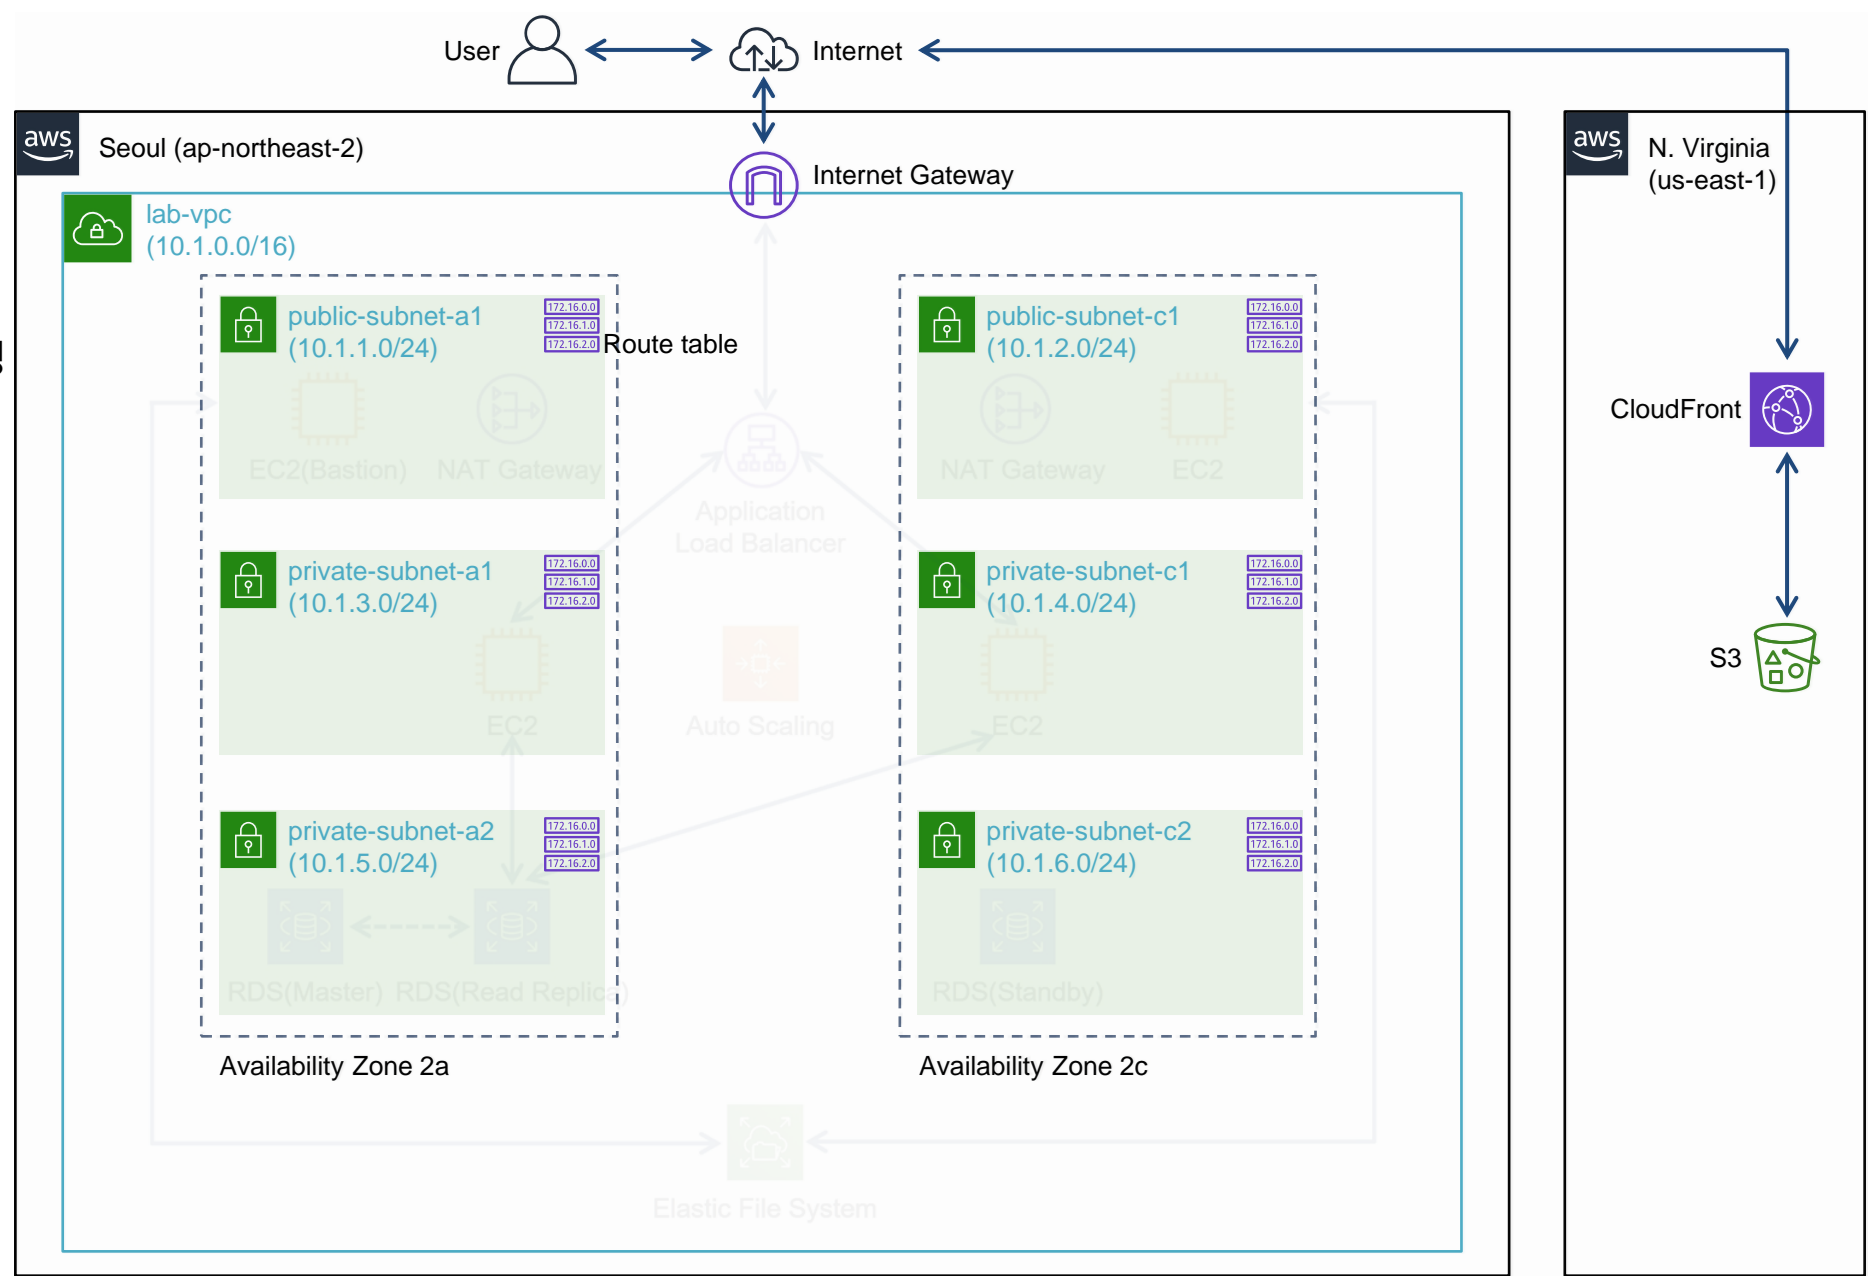 User
Internet
aws
Seoul (ap-northeast-2)
aws
N. Virginia
(us-east-1)
Internet Gateway
lab-vpc
(10.1.0.0/16)
public-subnet-a1
(10.1.1.0/24)
172.16.0.0
172.16.1.0
172.16.2.0
Route table
public-subnet-c1
(10.1.2.0/24)
172.16.0.0
172.16.1.0
172.16.2.0
CloudFront
EC2(Bastion)
NAT Gateway
NAT Gateway
EC2
Application
Load Balancer
private-subnet-a1
(10.1.3.0/24)
172.16.0.0
172.16.1.0
172.16.2.0
private-subnet-c1
(10.1.4.0/24)
172.16.0.0
172.16.1.0
172.16.2.0
S3
EC2
Auto Scaling
EC2
private-subnet-a2
(10.1.5.0/24)
172.16.0.0
172.16.1.0
172.16.2.0
private-subnet-c2
(10.1.6.0/24)
172.16.0.0
172.16.1.0
172.16.2.0
RDS(Master)
RDS(Read Replica)
RDS(Standby)
Availability Zone 2a
Availability Zone 2c
Elastic File System